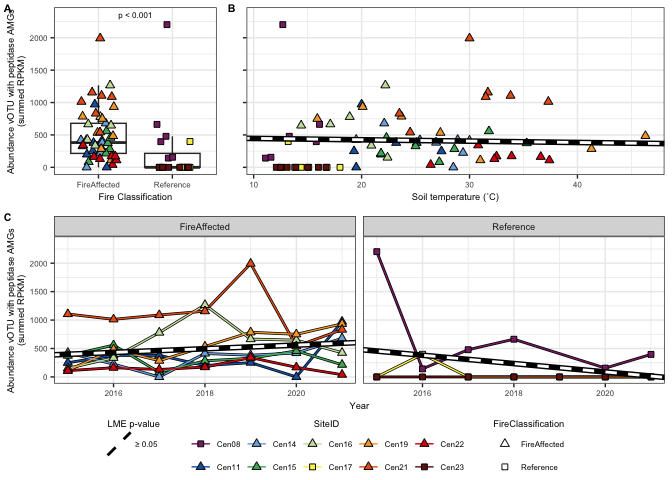 A
B
p < 0.001
Abundance vOTU with peptidase AMGs
(summed RPKM)
2000
1500
1000
500
0
FireAffected
Reference
Fire Classification
10
20
30
40
Soil temperature (˚C)
C
FireAffected
Reference
Abundance vOTU with peptidase AMGs
(summed RPKM)
2000
1500
1000
500
0
2016
2018
2020
2016
2018
2020
Year
LME p-value
≥ 0.05
SiteID
Cen08
Cen14
Cen16
Cen19
Cen22
Cen11
Cen15
Cen17
Cen21
Cen23
FireClassification
FireAffected
Reference